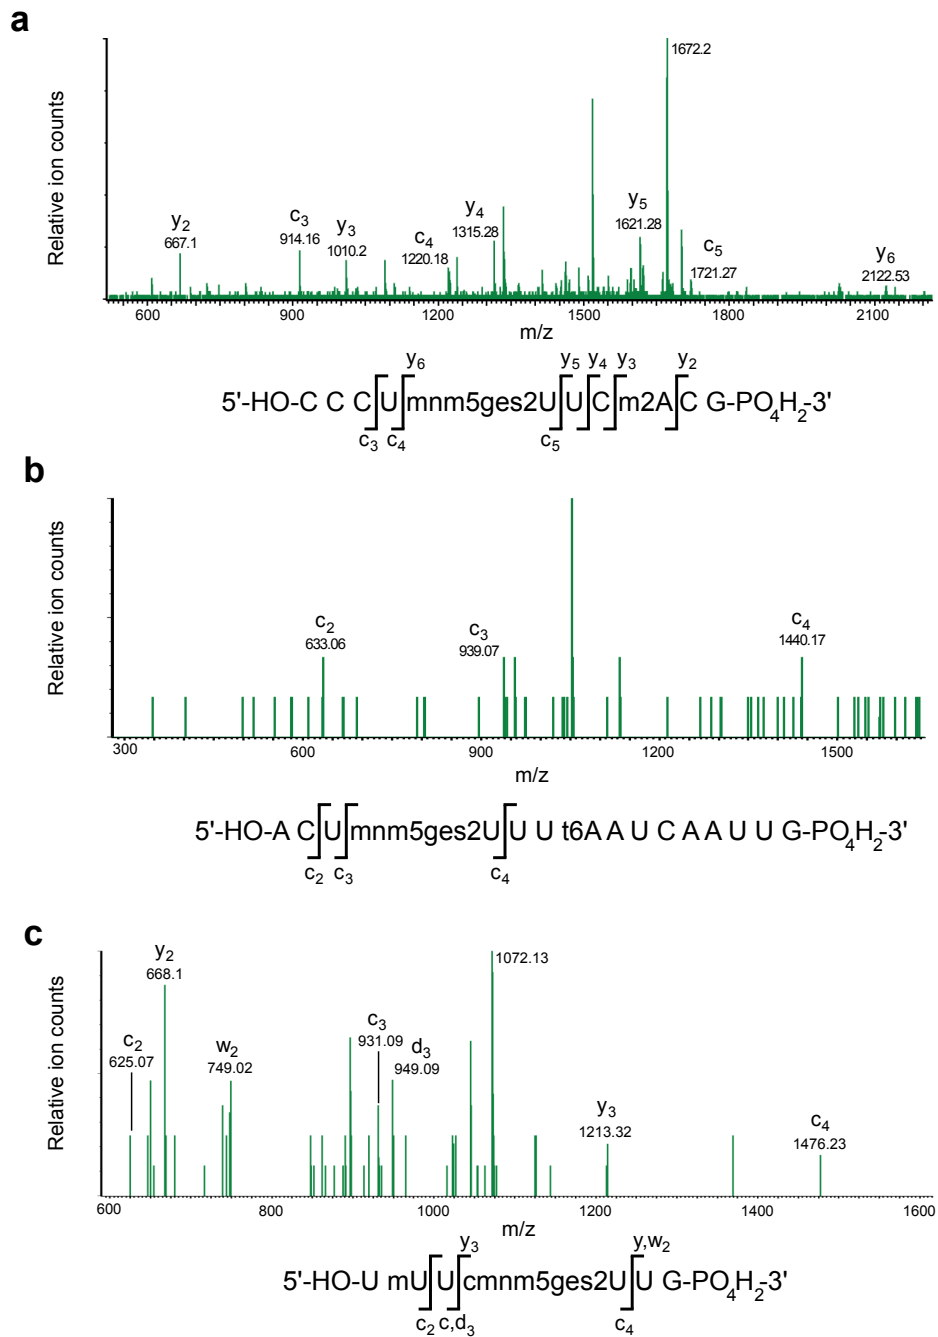 a
Relative ion counts
1672.2
y5
1621.28
y4
1315.28
c3
914.16
y3
1010.2
y2
667.1
c4
1220.18
c5
1721.27
y6
2122.53
600 900 1200 1500 1800 2100
m/z
y6 y5 y4 y3 y2
5'-HO-C C C U mnm5ges2U U C m2A C G-PO4H2-3'
c3 c4 c5
b
Relative ion counts
c2
633.06
c3
939.07
c4
1440.17
300 600 900 1200 1500
m/z
5'-HO-A C U mnm5ges2U U U t6A A U C A A U U G-PO4H2-3'
c2 c3 c4
c
Relative ion counts
y2
668.1
1072.13
c3
931.09
c2
625.07
w2
749.02
d3
949.09
y3
1213.32
c4
1476.23
600 800 1000 1200 1400 1600
m/z
y3 y,w2
5'-HO-U mU U cmnm5ges2U U G-PO4H2-3'
c2 c,d3 c4